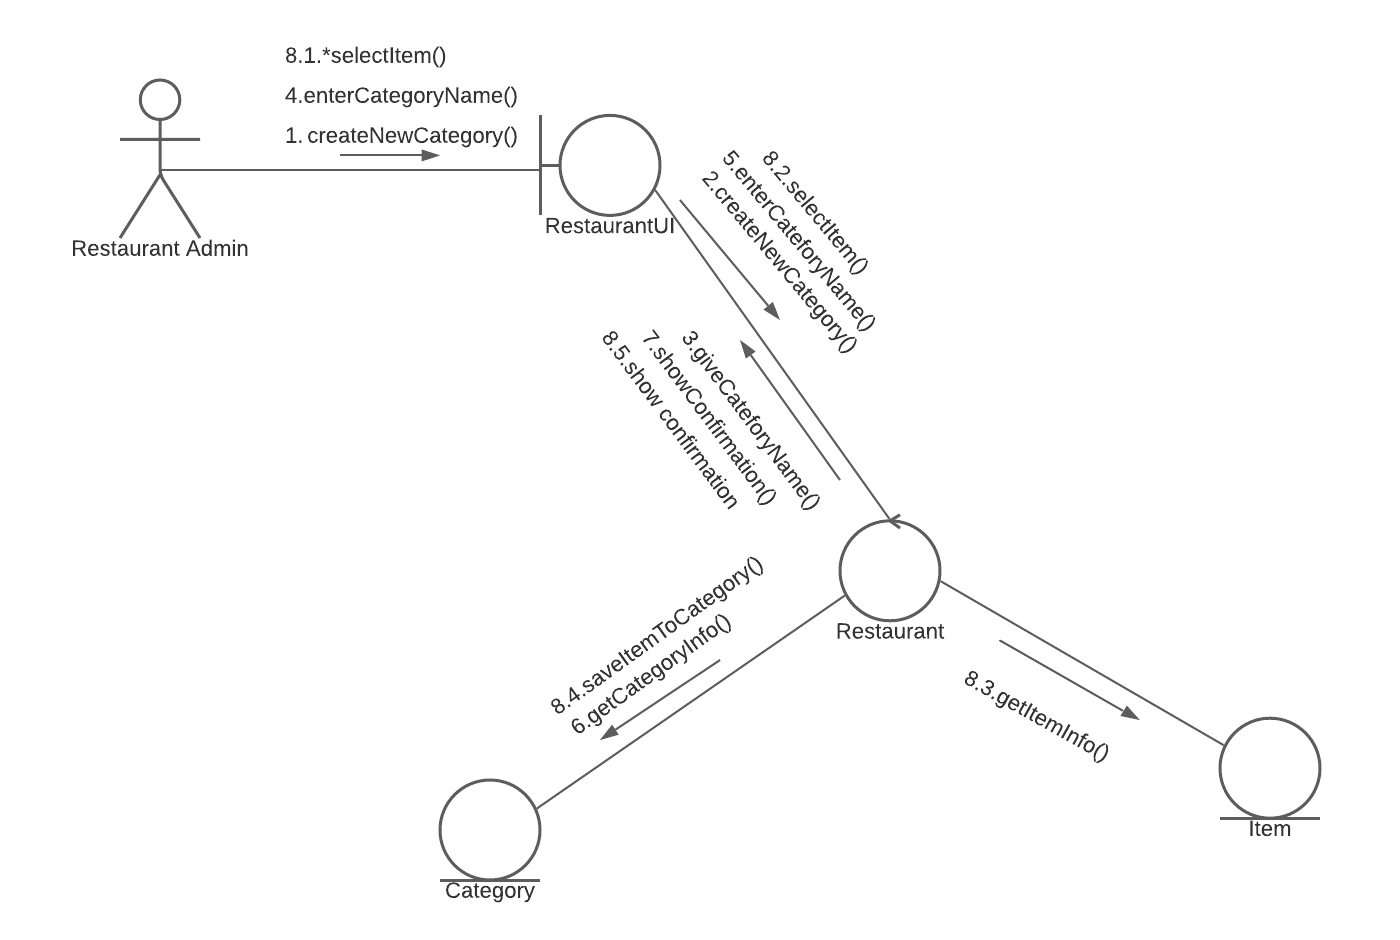 8.1.*selectItem()
4.enterCategoryName()
1. createNewCategory()
Restaurant Admin
RestaurantUI
8.2.selectItem()
5.enterCateforyName()
2.createNewCategory()
3.giveCateforyName()
7.showConfirmation()
8.5.show confirmation
Restaurant
8.4.saveItemToCategory()
6.getCategoryInfo()
8.3.getItemInfo()
Category
Item